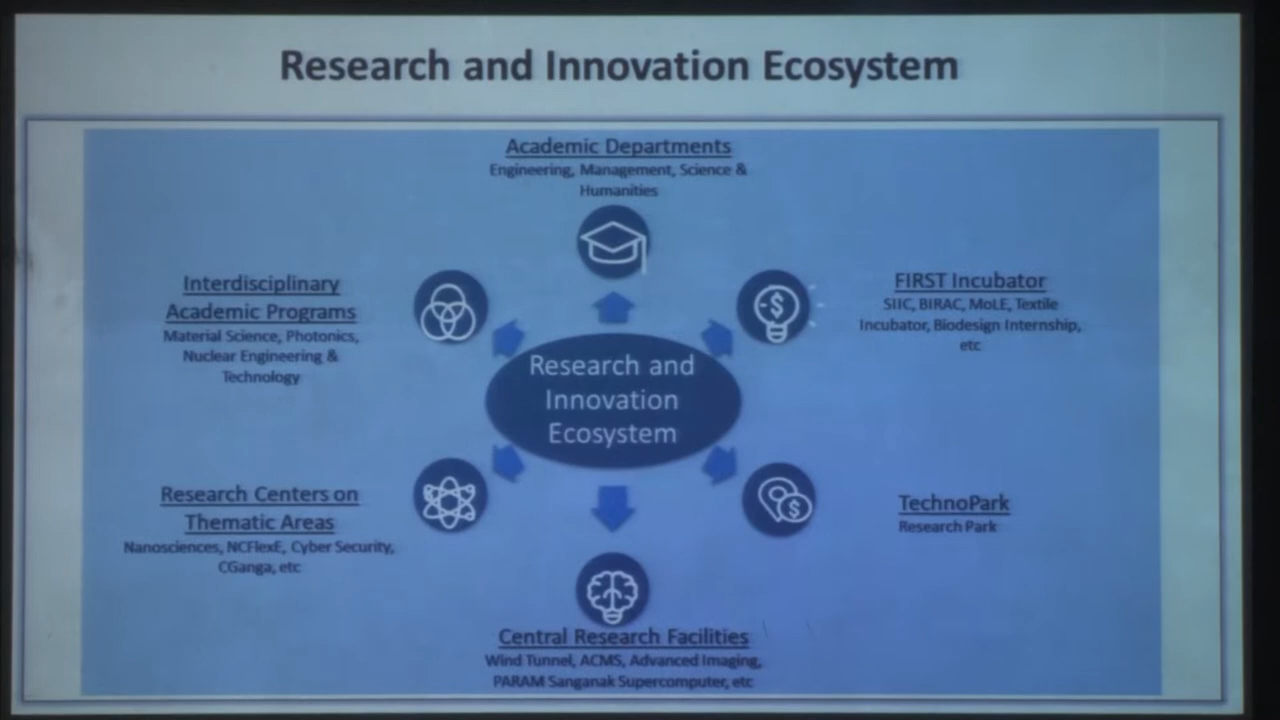 Research and Innovation Ecosystem
Academic Departments
Engineering, Management, Science &
Humanities
Interdisciplinary
Academic Programs
Material Science, Photonics,
Nuclear Engineering &
Technology
FIRST Incubator
SIIC, BIRAC, MoLE, Textile
Incubator, Biodesign Internship,
etc
Research and
Innovation
Ecosystem
Research Centers on
Thematic Areas
Nanosciences, NCFlexE, Cyber Security,
CGanga, etc
TechnoPark
Research Park
Central Research Facilities
Wind Tunnel, ACMS, Advanced Imaging,
PARAM Sanganak Supercomputer, etc